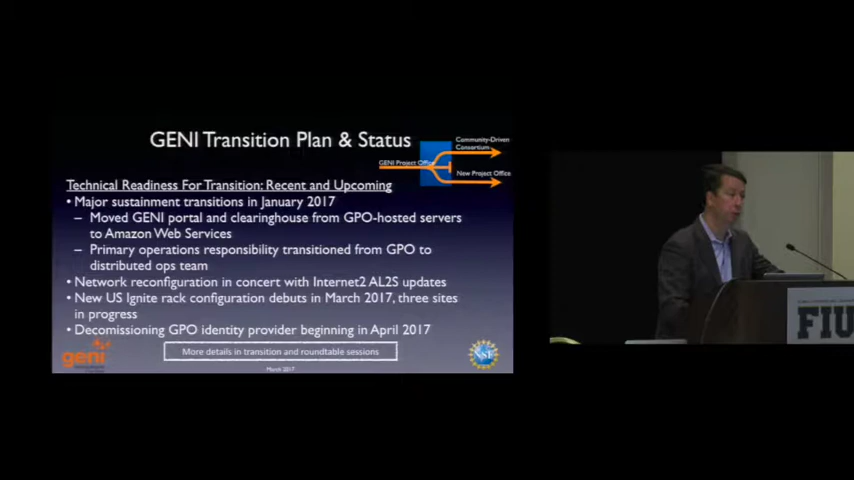 GENI Transition Plan & Status
Community-Driven
Consortium
GENI Project Office
New Project Office
Technical Readiness For Transition: Recent and Upcoming
• Major sustainment transitions in January 2017
– Moved GENI portal and clearinghouse from GPO-hosted servers
to Amazon Web Services
– Primary operations responsibility transitioned from GPO to
distributed ops team
• Network reconfiguration in concert with Internet2 AL2S updates
• New US Ignite rack configuration debuts in March 2017, three sites
in progress
• Decomissioning GPO identity provider beginning in April 2017
More details in transition and roundtable sessions
geni
NSF
March 2017
FIU